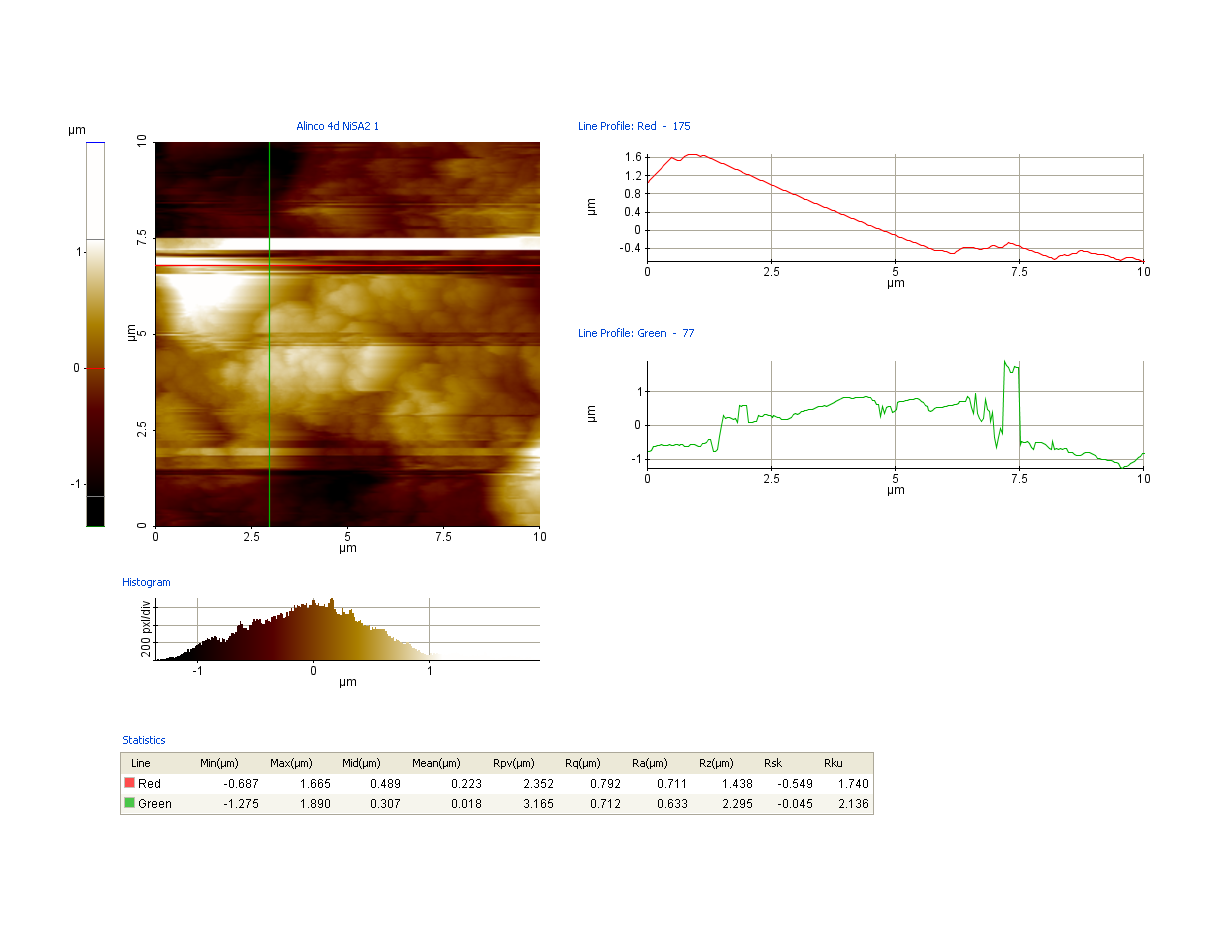 µm
1
0
-1
Alinco 4d NiSA2 1
10
7.5
5
2.5
0
µm
0 2.5 5 7.5 10
µm
Line Profile: Red - 175
µm
1.6
1.2
0.8
0.4
0
-0.4
0 2.5 5 7.5 10
µm
Line Profile: Green - 77
µm
1
0
-1
0 2.5 5 7.5 10
µm
Histogram
200 pxl/div
-1 0 1
µm
Statistics
Line Min(µm) Max(µm) Mid(µm) Mean(µm) Rpv(µm) Rq(µm) Ra(µm) Rz(µm) Rsk Rku
Red -0.687 1.665 0.489 0.223 2.352 0.792 0.711 1.438 -0.549 1.740
Green -1.275 1.890 0.307 0.018 3.165 0.712 0.633 2.295 -0.045 2.136